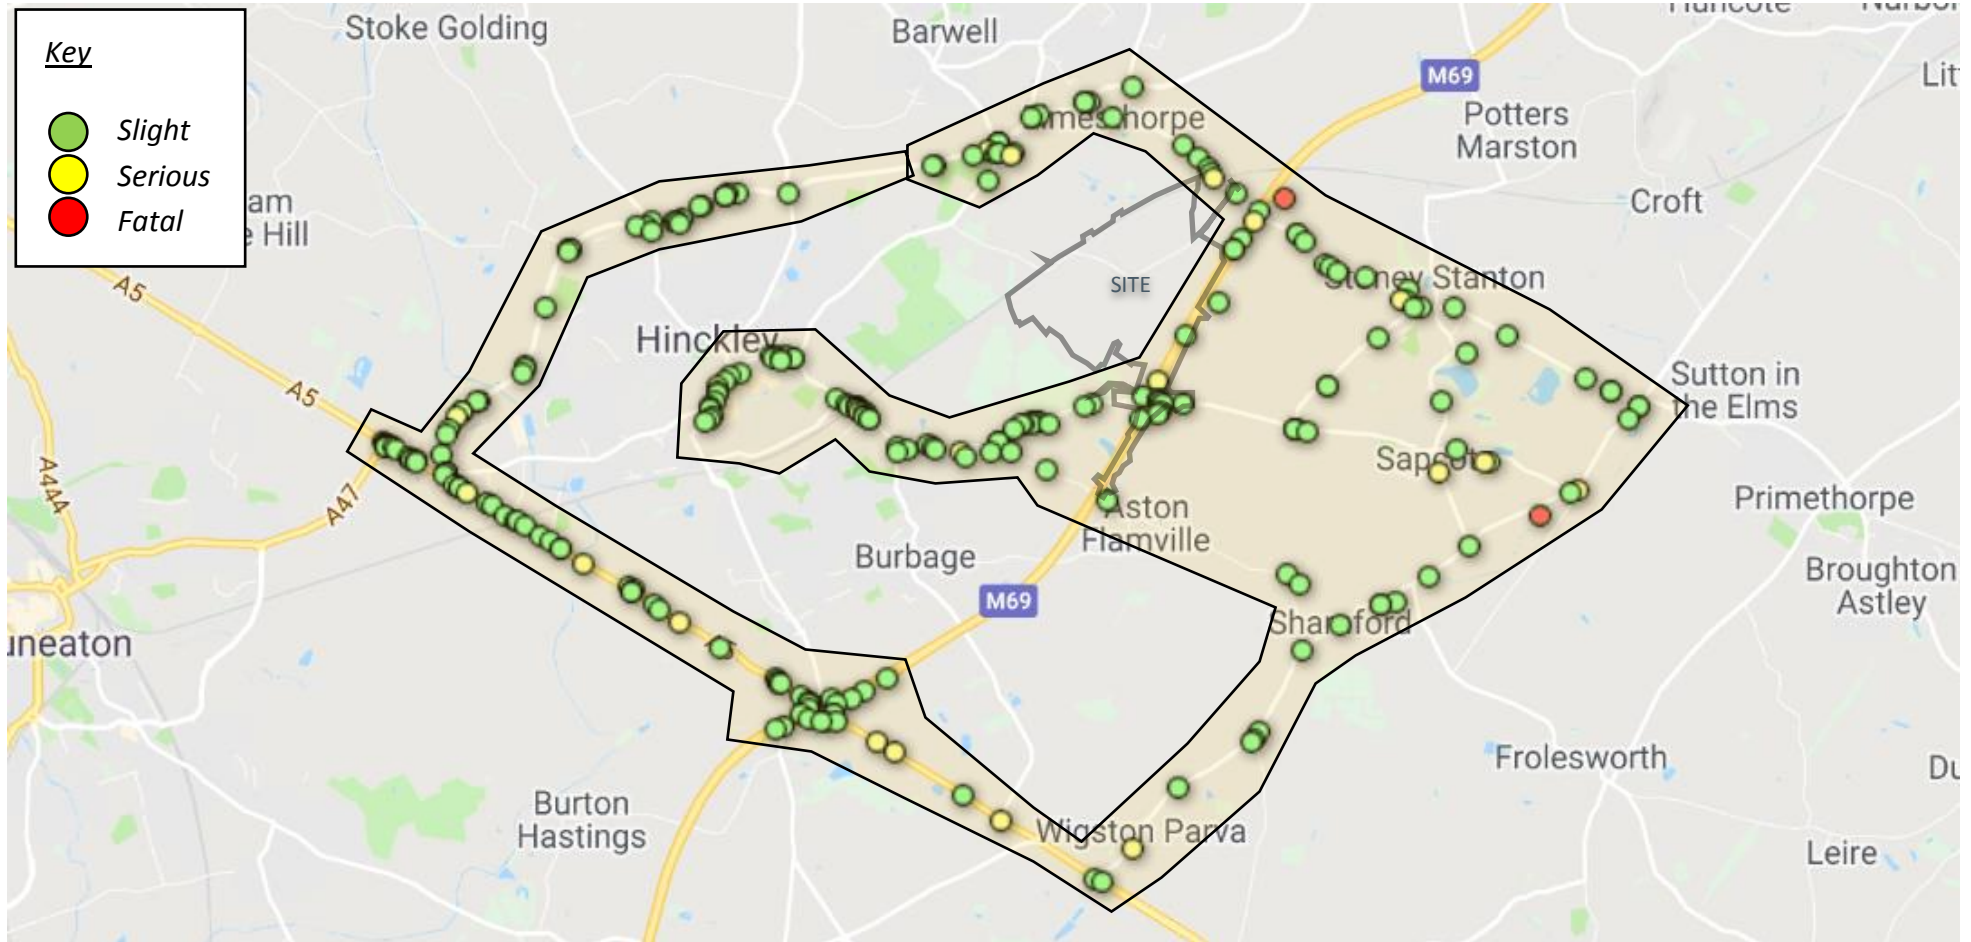 Key
Slight
Serious
Fatal
Stoke Golding
Barwell
M69
Potters
Marston
Croft
Hill
A5
A5
A444
A47
Hinckley
SITE
Stoney Stanton
Sutton in
the Elms
Sapcote
Primethorpe
Aston
Flamville
Burbage
M69
Broughton
Astley
Sharnford
uneaton
Frolesworth
Burton
Hastings
Wigston Parva
Leire